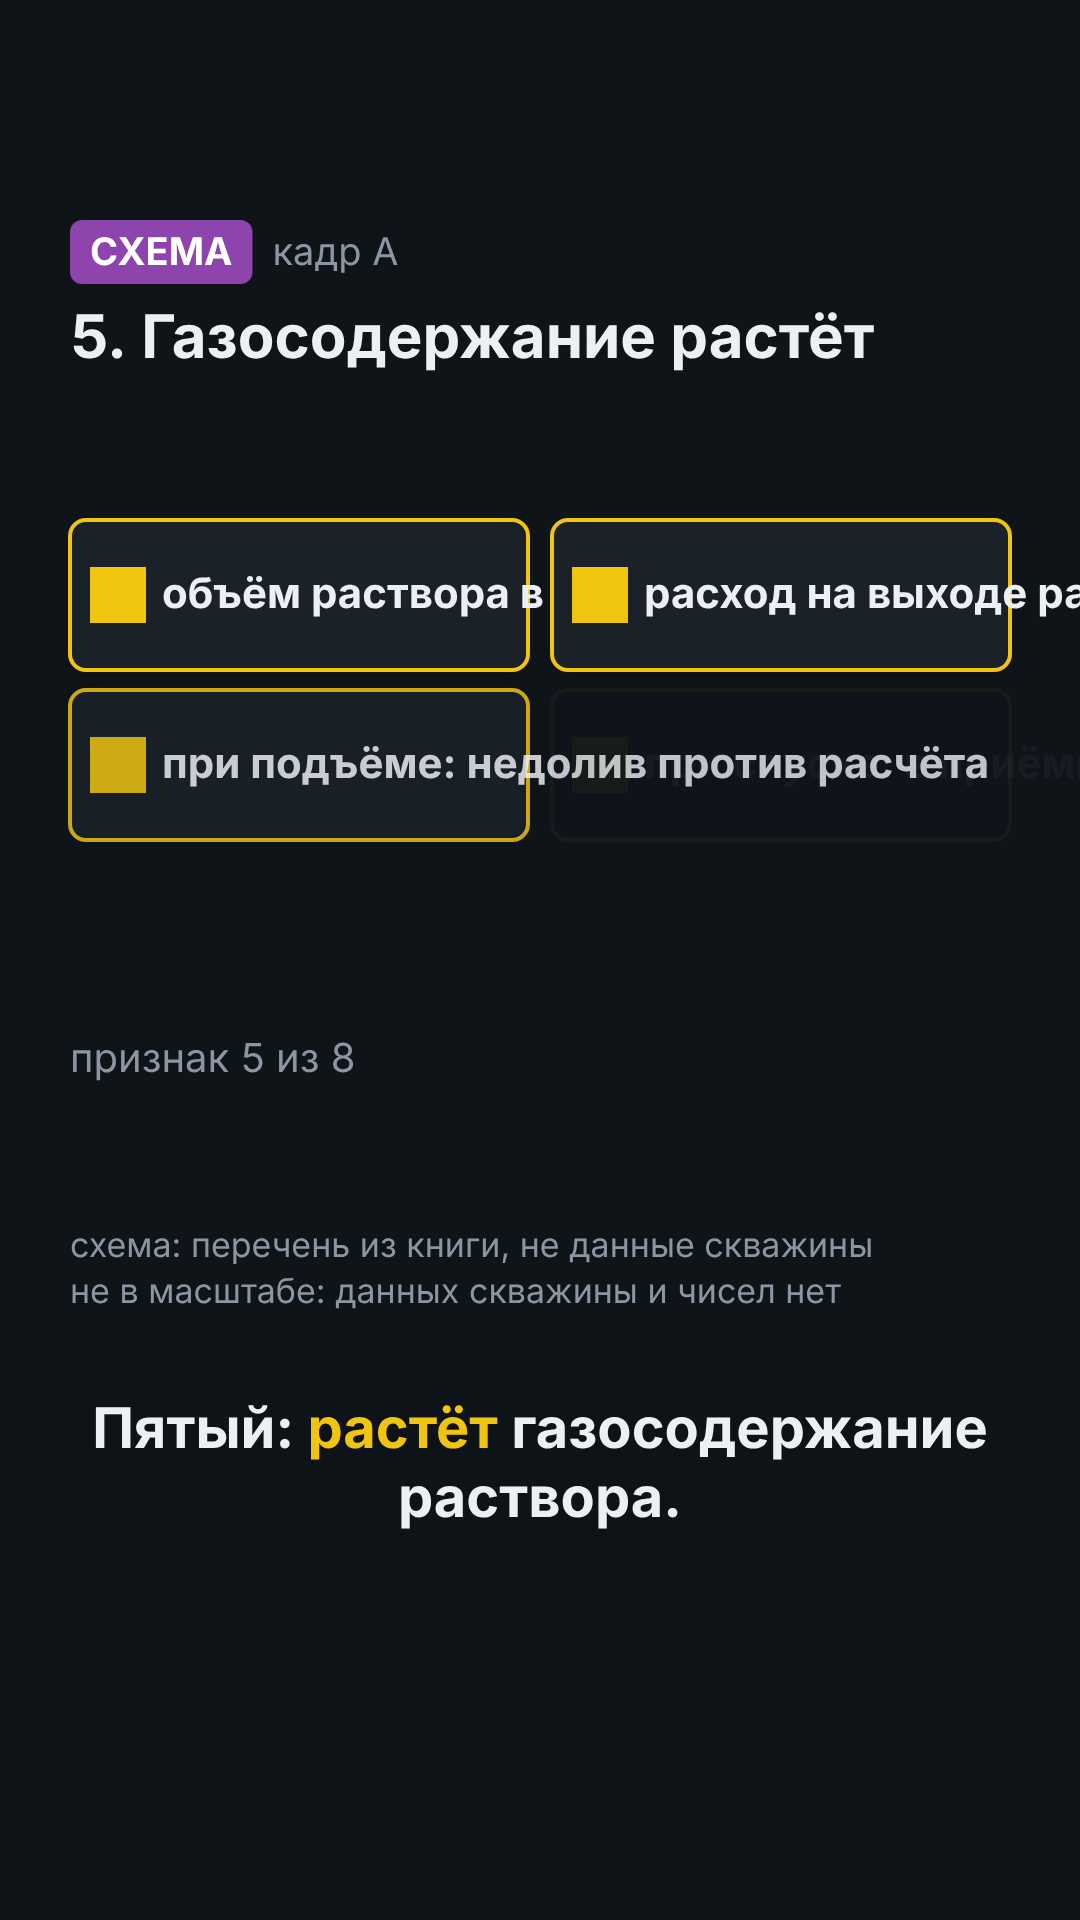 СХЕМА кадр А
5. Газосодержание растёт
объём раствора в
расход на выходе ра
при подъёме: недолив против расчёта
признак 5 из 8
схема: перечень из книги, не данные скважины
не в масштабе: данных скважины и чисел нет
Пятый: растёт газосодержание
раствора.